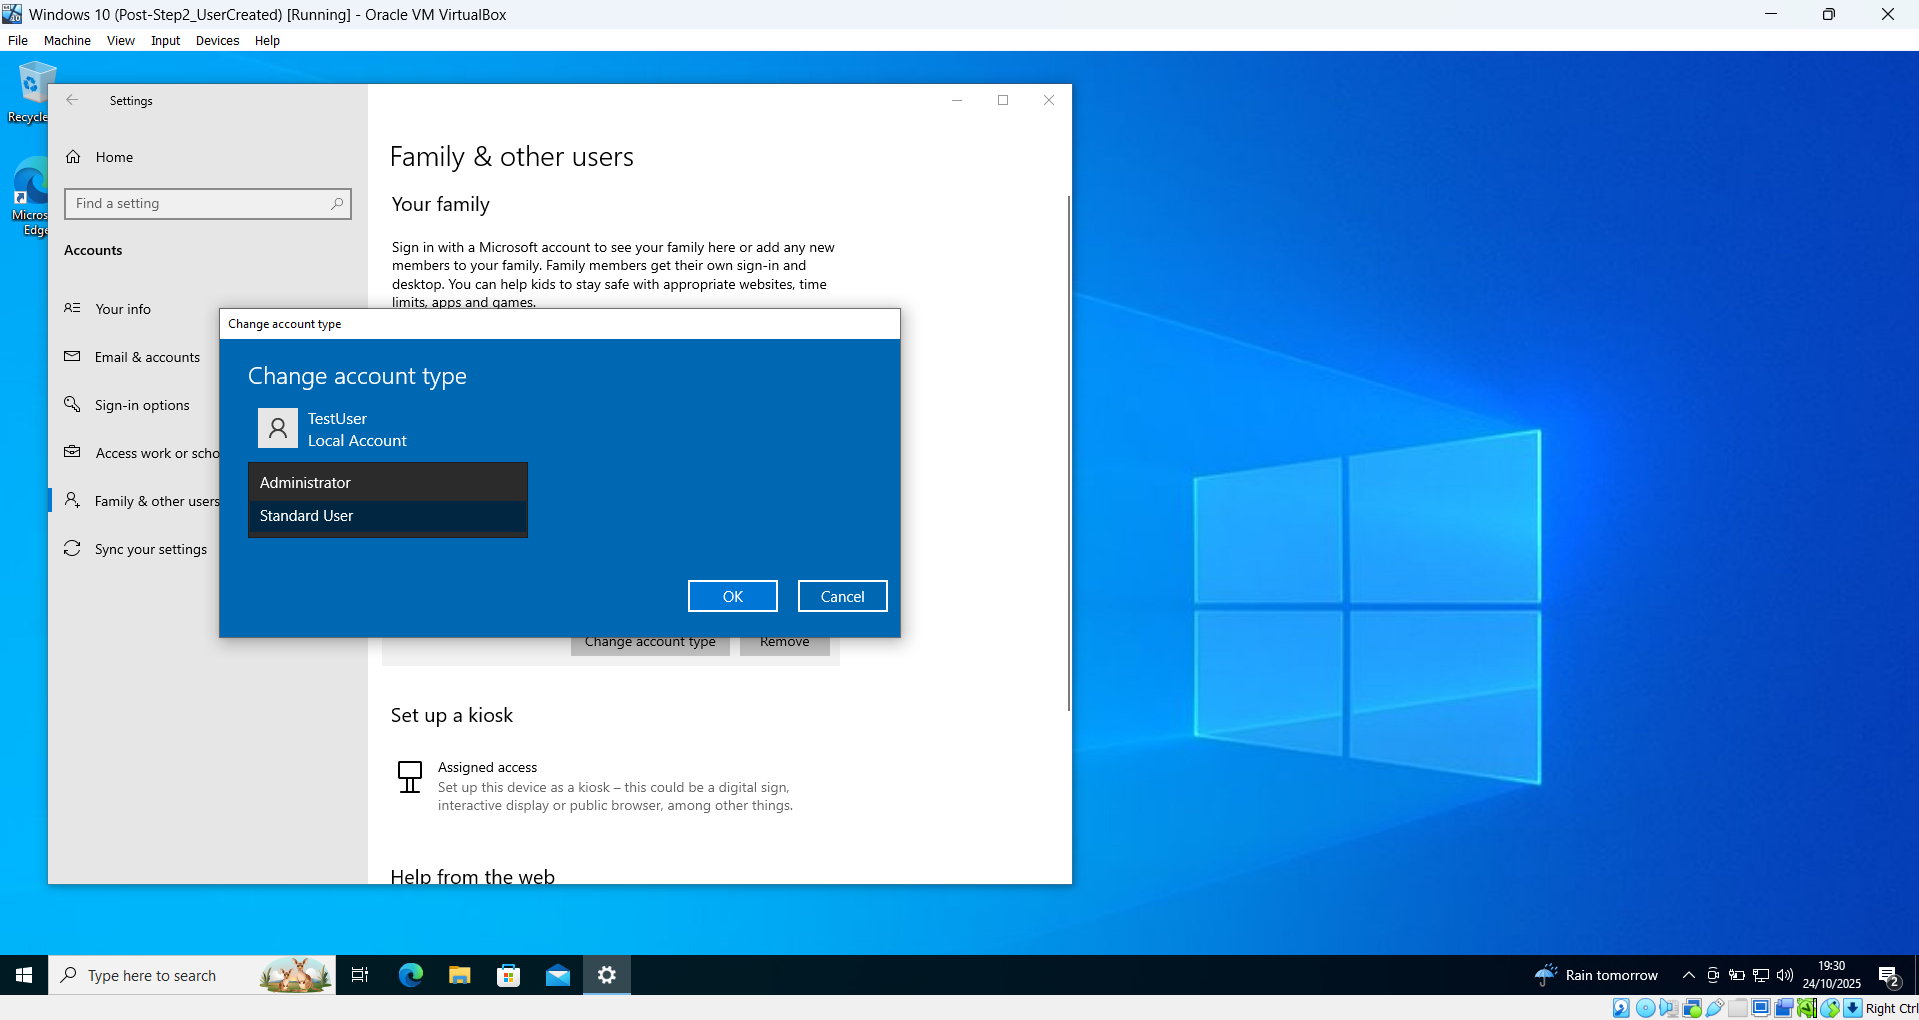 Windows 10 (Post-Step2_UserCreated) [Running] - Oracle VM VirtualBox
File Machine View Input Devices Help
Recycle
Micros
Edge
Settings
Home
Find a setting
Accounts
Your info
Email & accounts
Sign-in options
Access work or scho
Family & other users
Sync your settings
Family & other users
Your family
Sign in with a Microsoft account to see your family here or add any new
members to your family. Family members get their own sign-in and
desktop. You can help kids to stay safe with appropriate websites, time
limits, apps and games.
Change account type
Change account type
TestUser
Local Account
Administrator
Standard User
OK Cancel
Change account type Remove
Set up a kiosk
Assigned access
Set up this device as a kiosk – this could be a digital sign,
interactive display or public browser, among other things.
Help from the web
Type here to search
Rain tomorrow
19:30
24/10/2025
2
Right Ctrl